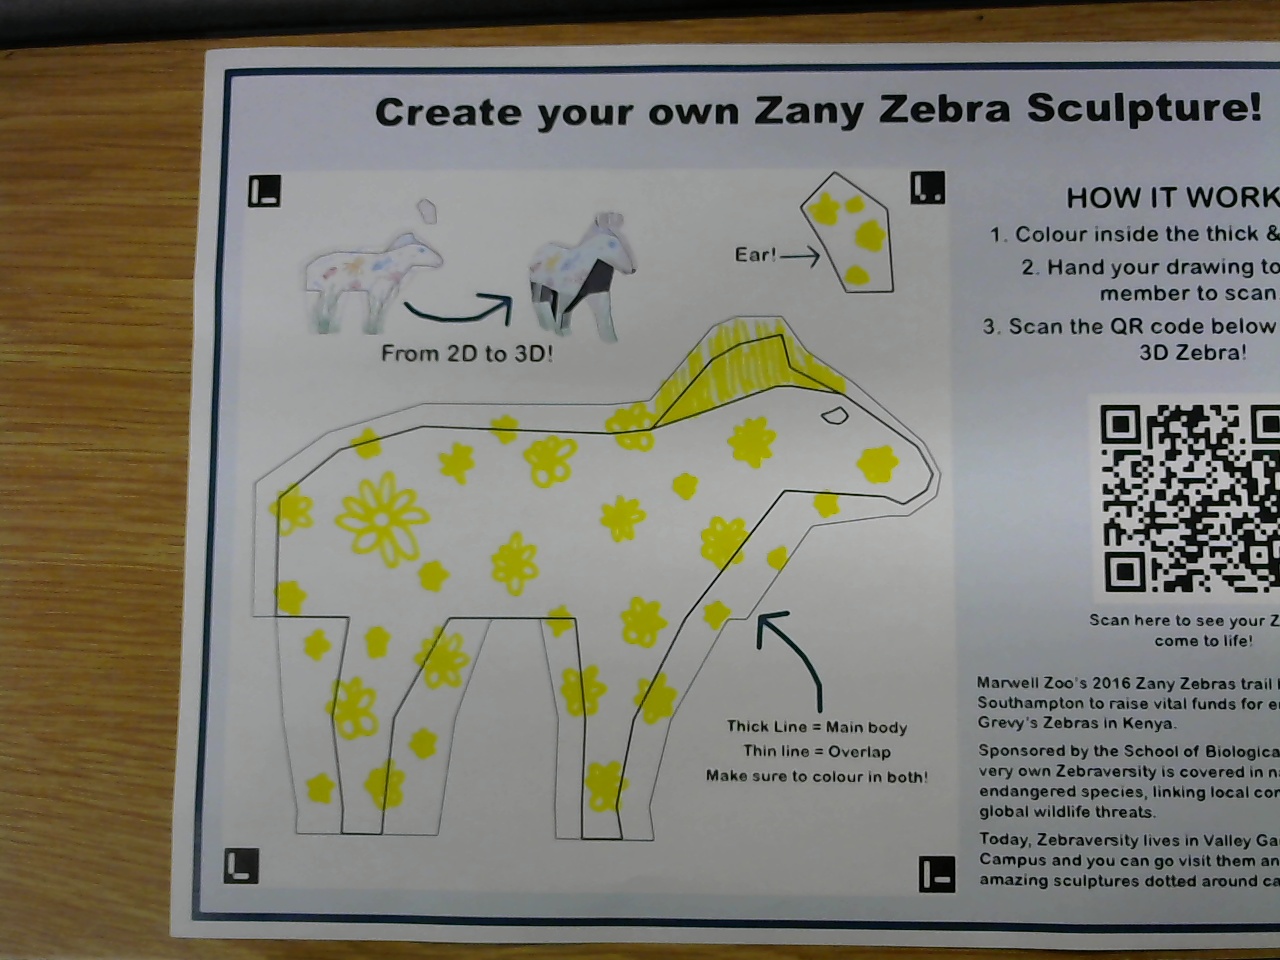 Create your own Zany Zebra Sculpture!
From 2D to 3D!
Ear!
Thick Line = Main body
Thin line = Overlap
Make sure to colour in both!
HOW IT WORK
1. Colour inside the thick &
2. Hand your drawing to
member to scan
3. Scan the QR code below
3D Zebra!
Scan here to see your Z
come to life!
Marwell Zoo's 2016 Zany Zebras trail
Southampton to raise vital funds for
Grevy's Zebras in Kenya.
Sponsored by the School of Biologica
very own Zebraversity is covered in
endangered species, linking local
global wildlife threats.
Today, Zebraversity lives in Valley
Campus and you can go visit them
amazing sculptures dotted around